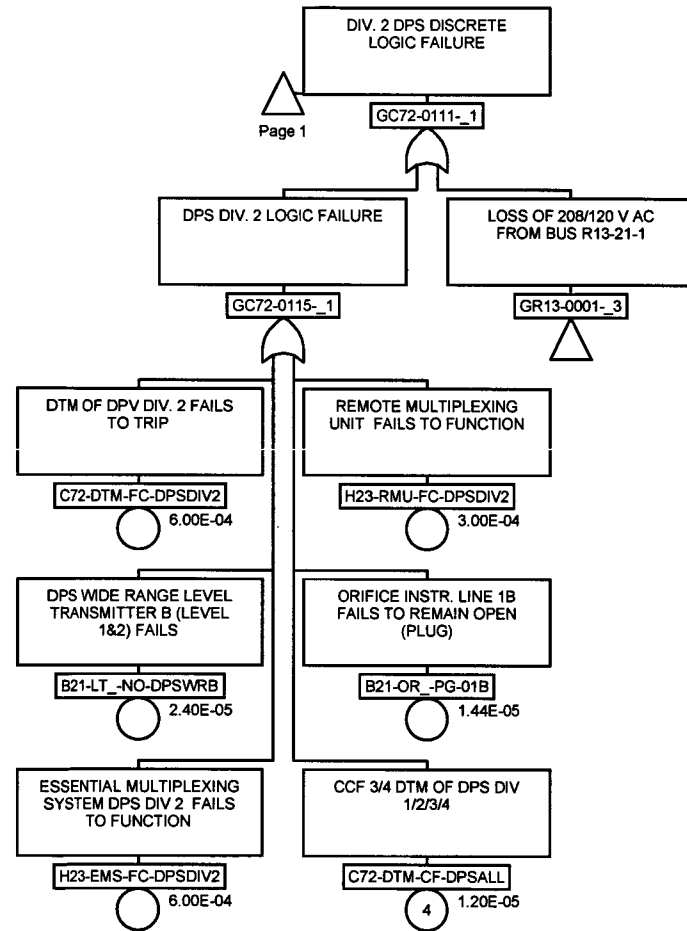 DIV. 2 DPS DISCRETE
LOGIC FAILURE
Page 1
GC72-0111-_1
DPS DIV. 2 LOGIC FAILURE
LOSS OF 208/120 V AC
FROM BUS R13-21-1
GC72-0115-_1
GR13-0001-_3
DTM OF DPV DIV. 2 FAILS
TO TRIP
REMOTE MULTIPLEXING
UNIT FAILS TO FUNCTION
C72-DTM-FC-DPSDIV2
6.00E-04
H23-RMU-FC-DPSDIV2
3.00E-04
DPS WIDE RANGE LEVEL
TRANSMITTER B (LEVEL
1&2) FAILS
ORIFICE INSTR. LINE 1B
FAILS TO REMAIN OPEN
(PLUG)
B21-LT_-NO-DPSWRB
2.40E-05
B21-OR_-PG-01B
1.44E-05
ESSENTIAL MULTIPLEXING
SYSTEM DPS DIV 2 FAILS
TO FUNCTION
CCF 3/4 DTM OF DPS DIV
1/2/3/4
H23-EMS-FC-DPSDIV2
6.00E-04
C72-DTM-CF-DPSALL
4
1.20E-05